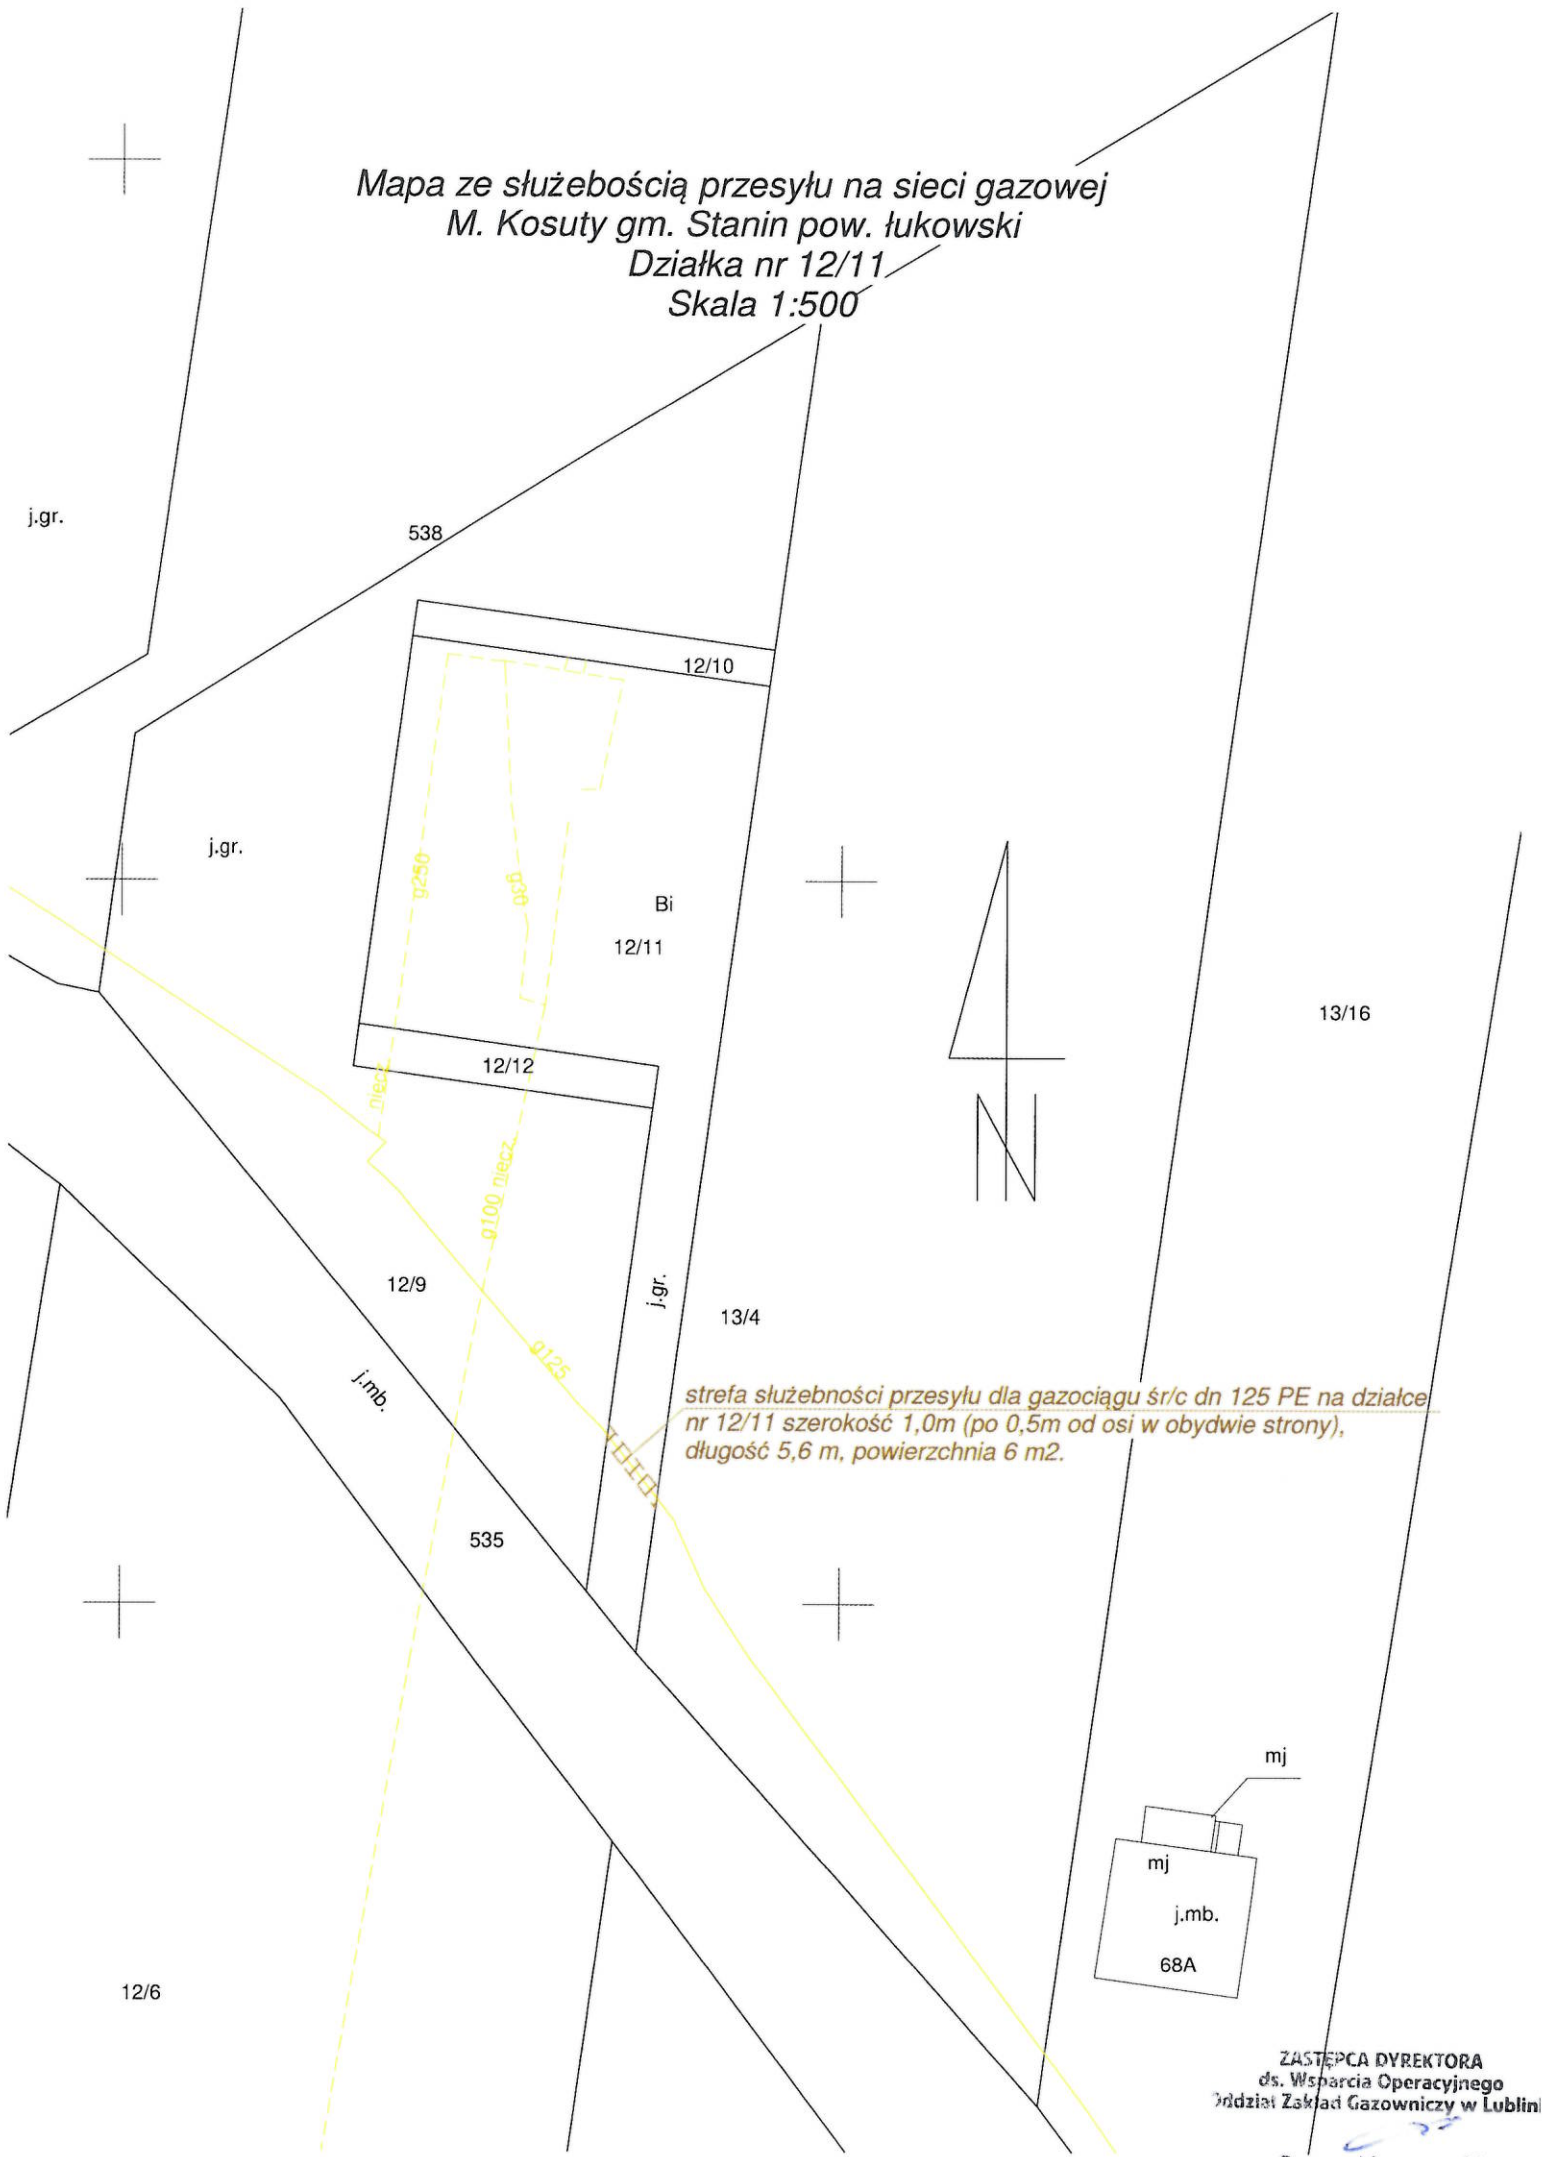 Mapa ze służebością przesyłu na sieci gazowej
M. Kosuty gm. Stanin pow. łukowski
Działka nr 12/11
Skala 1:500
j.gr.
538
12/10
j.gr.
g250
g30
Bi
12/11
13/16
12/12
niecz.
g100 niecz.
12/9
j.gr.
13/4
g125
j.mb.
strefa służebności przesyłu dla gazociągu śr/c dn 125 PE na działce
nr 12/11 szerokość 1,0m (po 0,5m od osi w obydwie strony),
długość 5,6 m, powierzchnia 6 m2.
535
N
mj
mj
j.mb.
68A
12/6
ZASTĘPCA DYREKTORA
ds. Wsparcia Operacyjnego
Oddział Zakład Gazowniczy w Lublini